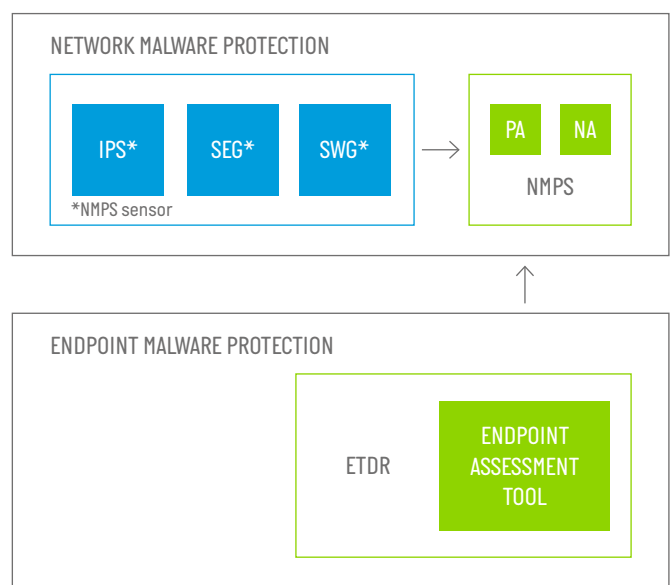 NETWORK MALWARE PROTECTION
IPS*
SEG*
SWG*
*NMPS sensor
PA
NA
NMPS
ENDPOINT MALWARE PROTECTION
ETDR
ENDPOINT
ASSESSMENT
TOOL